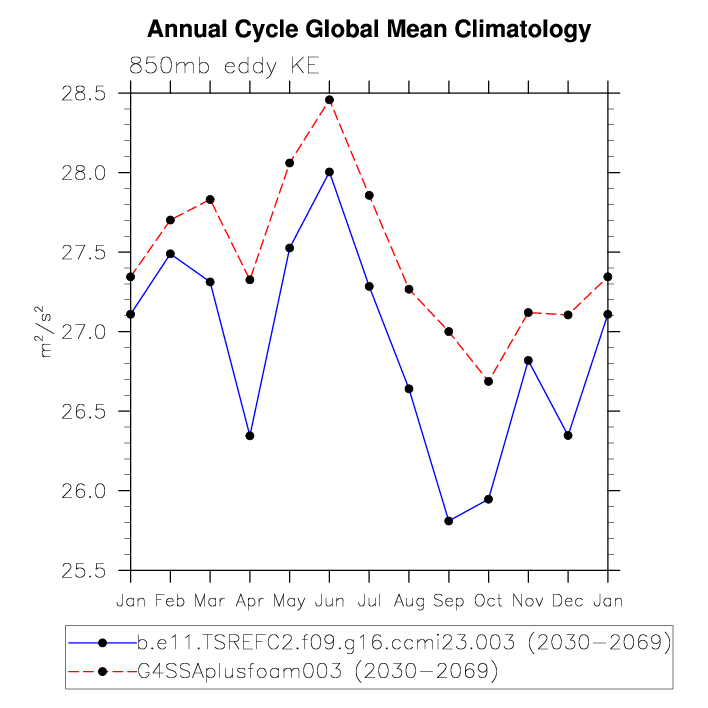 Annual Cycle Global Mean Climatology
850mb eddy KE
28.5
28.0
27.5
27.0
26.5
26.0
25.5
m²/s²
Jan Feb Mar Apr May Jun Jul Aug Sep Oct Nov Dec Jan
b.e11.TSREFC2.f09.g16.ccmi23.003 (2030-2069)
G4SSAplusfoam003 (2030-2069)